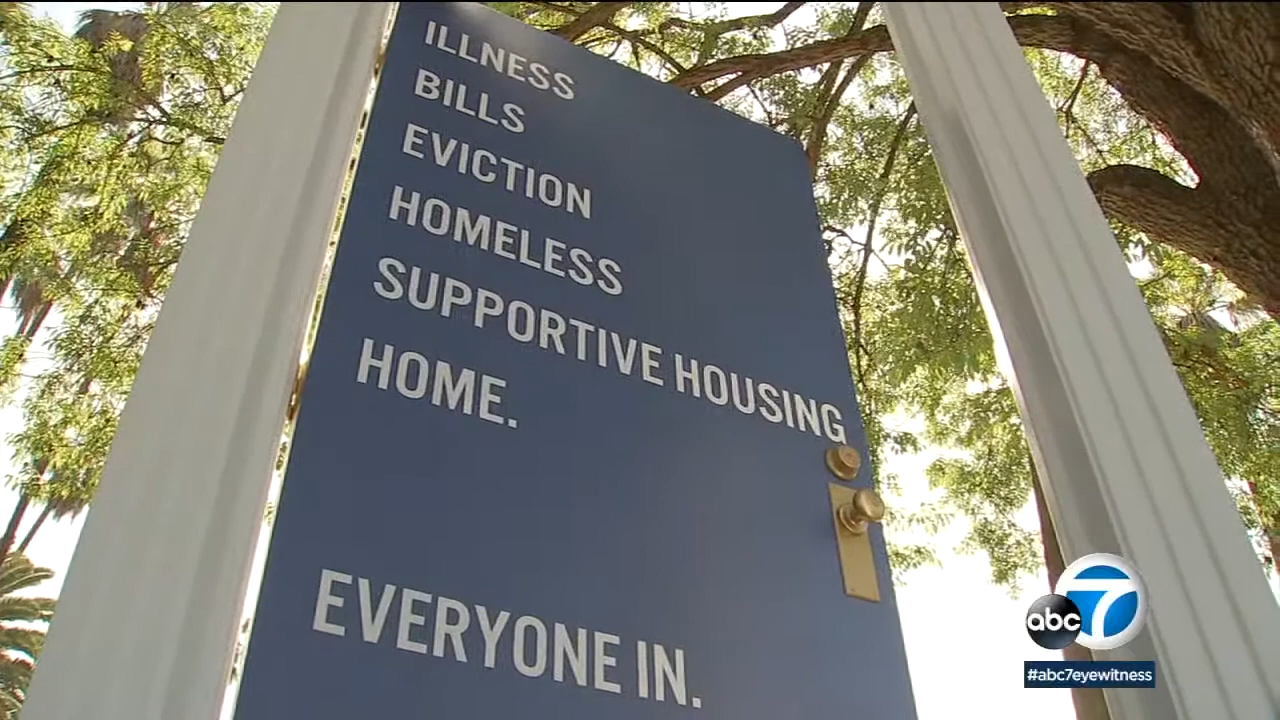 ILLNESS
BILLS
EVICTION
HOMELESS
SUPPORTIVE HOUSING
HOME.
EVERYONE IN.
abc 7
#abc7eyewitness